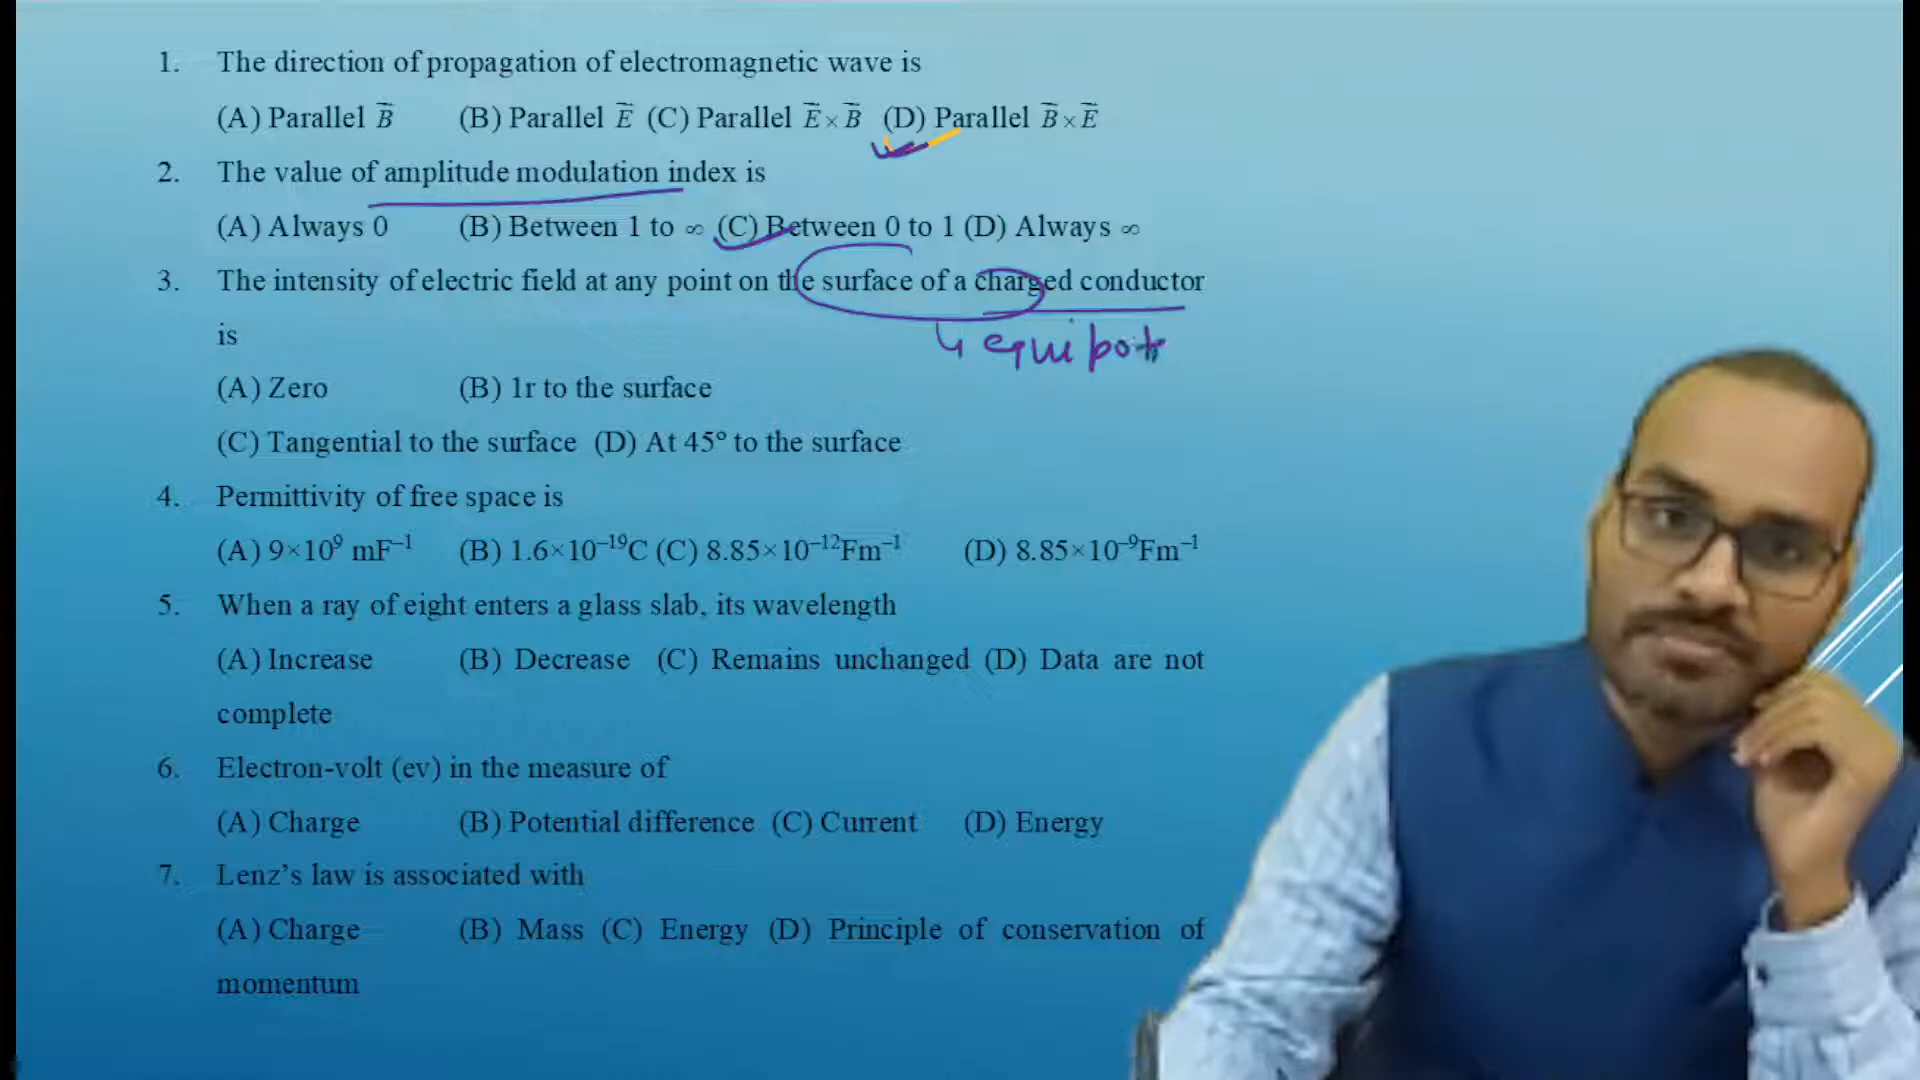 1. The direction of propagation of electromagnetic wave is
(A) Parallel B⃗ (B) Parallel E⃗ (C) Parallel E⃗ × B⃗ (D) Parallel B⃗ × E⃗
2. The value of amplitude modulation index is
(A) Always 0 (B) Between 1 to ∞ (C) Between 0 to 1 (D) Always ∞
3. The intensity of electric field at any point on the surface of a charged conductor
is
equipot
(A) Zero (B) 1r to the surface
(C) Tangential to the surface (D) At 45° to the surface
4. Permittivity of free space is
(A) 9×10⁹ mF⁻¹ (B) 1.6×10⁻¹⁹C (C) 8.85×10⁻¹²Fm⁻¹ (D) 8.85×10⁻⁹Fm⁻¹
5. When a ray of eight enters a glass slab, its wavelength
(A) Increase (B) Decrease (C) Remains unchanged (D) Data are not
complete
6. Electron-volt (ev) in the measure of
(A) Charge (B) Potential difference (C) Current (D) Energy
7. Lenz’s law is associated with
(A) Charge (B) Mass (C) Energy (D) Principle of conservation of
momentum